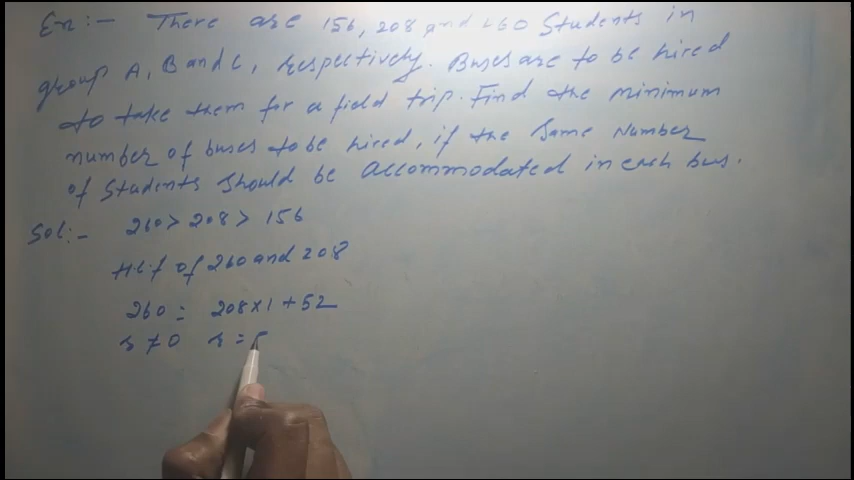 Ex:- There are 156, 208 and 260 Students in
group A, B and C, respectively. Buses are to be hired
to take them for a field trip. Find the minimum
number of buses to be hired, if the same Number
of students should be accommodated in each bus.
Sol:- 260 > 208 > 156
H.C.f of 260 and 208
260 = 208×1 + 52
r ≠ 0 r = 5